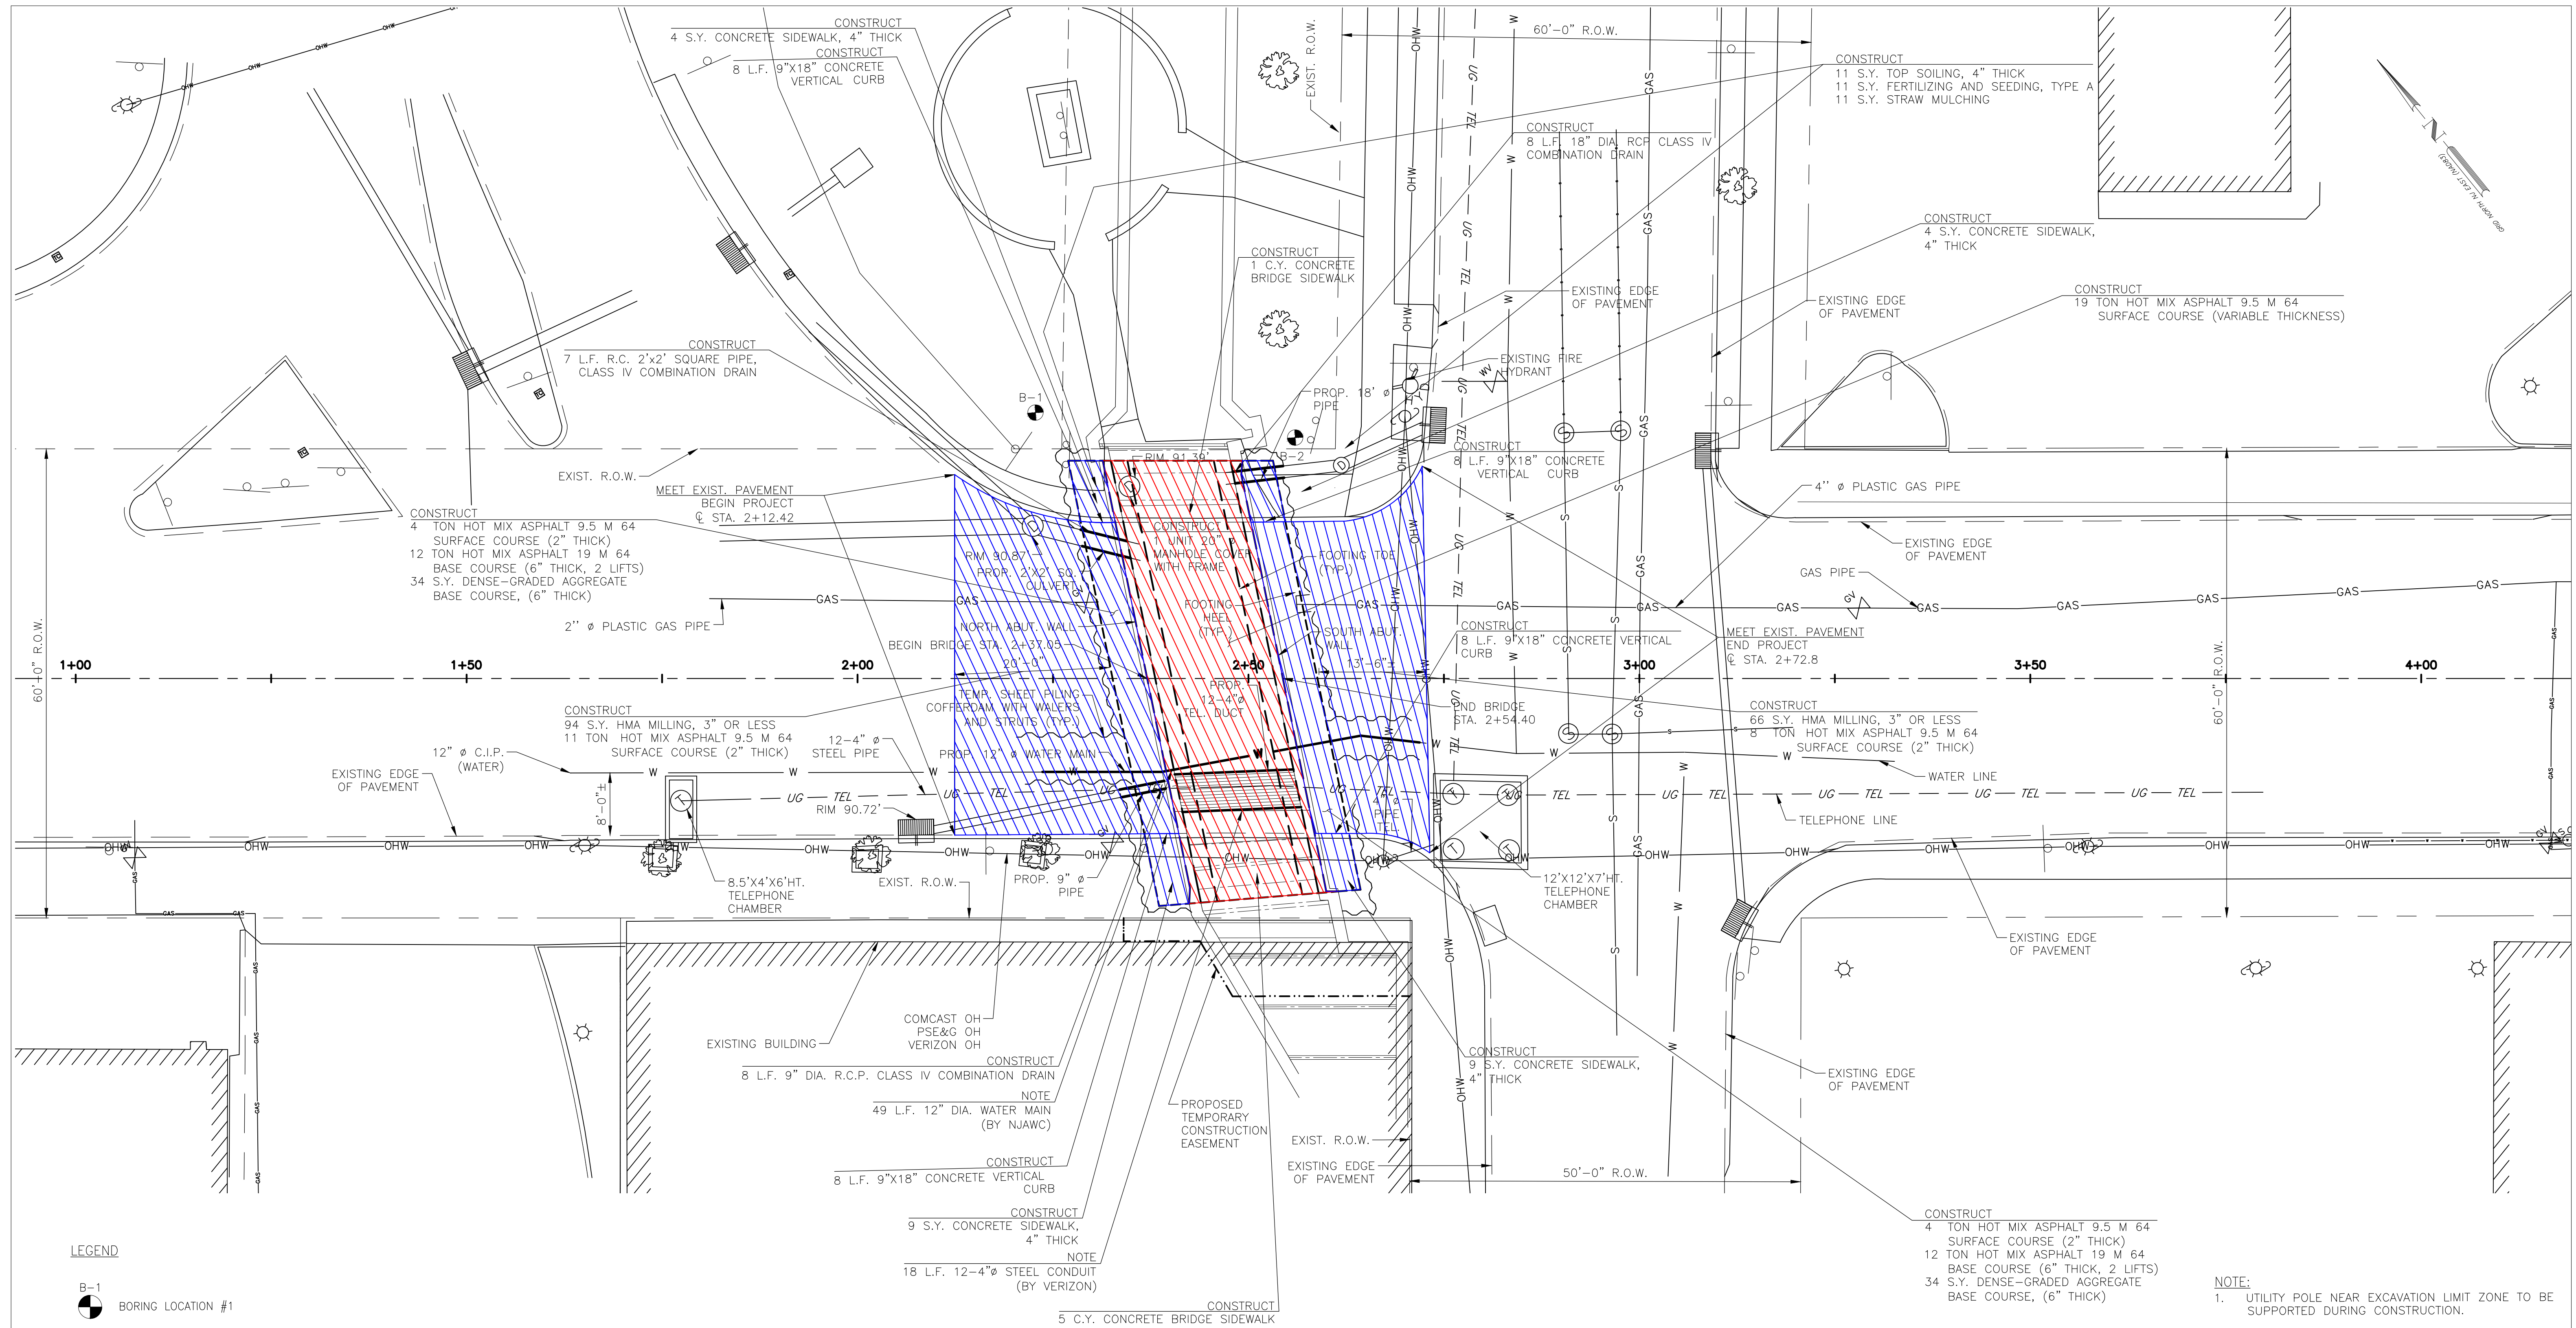 CONSTRUCT
4 S.Y. CONCRETE SIDEWALK, 4" THICK
CONSTRUCT
8 L.F. 9"X18" CONCRETE
VERTICAL CURB
EXIST. R.O.W.
60'-0" R.O.W.
CONSTRUCT
11 S.Y. TOP SOILING, 4" THICK
11 S.Y. FERTILIZING AND SEEDING, TYPE A
11 S.Y. STRAW MULCHING
CONSTRUCT
8 L.F. 18" DIA. RCP CLASS IV
COMBINATION DRAIN
N
GRID NORTH NJ EAST (NAD83)
CONSTRUCT
4 S.Y. CONCRETE SIDEWALK,
4" THICK
CONSTRUCT
1 C.Y. CONCRETE
BRIDGE SIDEWALK
EXISTING EDGE
OF PAVEMENT
EXISTING EDGE
OF PAVEMENT
CONSTRUCT
19 TON HOT MIX ASPHALT 9.5 M 64
SURFACE COURSE (VARIABLE THICKNESS)
CONSTRUCT
7 L.F. R.C. 2'x2' SQUARE PIPE,
CLASS IV COMBINATION DRAIN
EXISTING FIRE
HYDRANT
B-1
PROP. 18' ø
PIPE
B-2
RIM 91.39'
CONSTRUCT
8 L.F. 9"X18" CONCRETE
VERTICAL CURB
EXIST. R.O.W.
MEET EXIST. PAVEMENT
BEGIN PROJECT
℄ STA. 2+12.42
4'' ø PLASTIC GAS PIPE
CONSTRUCT
4 TON HOT MIX ASPHALT 9.5 M 64
SURFACE COURSE (2" THICK)
12 TON HOT MIX ASPHALT 19 M 64
BASE COURSE (6" THICK, 2 LIFTS)
34 S.Y. DENSE-GRADED AGGREGATE
BASE COURSE, (6" THICK)
CONSTRUCT
1 UNIT 20" ø
MANHOLE COVER
WITH FRAME
RIM 90.87
PROP. 2'X2' SQ.
CULVERT
FOOTING TOE
(TYP.)
EXISTING EDGE
OF PAVEMENT
GAS PIPE
GAS
GAS
GAS
GAS
GAS
GAS
GAS
2'' ø PLASTIC GAS PIPE
FOOTING
HEEL
(TYP.)
NORTH ABUT. WALL
SOUTH ABUT.
WALL
BEGIN BRIDGE STA. 2+37.05
CONSTRUCT
8 L.F. 9"X18" CONCRETE VERTICAL
CURB
MEET EXIST. PAVEMENT
END PROJECT
℄ STA. 2+72.8
60'-0" R.O.W.
1+00
1+50
2+00
2+50
3+00
3+50
4+00
20'-0"
13'-6"±
60'-0" R.O.W.
TEMP. SHEET PILING
COFFERDAM WITH WALERS
AND STRUTS (TYP.)
PROP.
12-4"ø
TEL. DUCT
END BRIDGE
STA. 2+54.40
CONSTRUCT
94 S.Y. HMA MILLING, 3" OR LESS
11 TON HOT MIX ASPHALT 9.5 M 64
SURFACE COURSE (2" THICK)
CONSTRUCT
66 S.Y. HMA MILLING, 3" OR LESS
8 TON HOT MIX ASPHALT 9.5 M 64
SURFACE COURSE (2" THICK)
12" ø C.I.P.
(WATER)
12-4" ø
STEEL PIPE
PROP. 12' ø WATER MAIN
EXISTING EDGE
OF PAVEMENT
8'-0"±
WATER LINE
UG TEL
RIM 90.72'
4" ø
PIPE
TEL.
TELEPHONE LINE
OHW
OHW
OHW
8.5'X4'X6'HT.
TELEPHONE
CHAMBER
EXIST. R.O.W.
PROP. 9" ø
PIPE
12'X12'X7'HT.
TELEPHONE
CHAMBER
EXISTING EDGE
OF PAVEMENT
EXISTING BUILDING
COMCAST OH
PSE&G OH
VERIZON OH
CONSTRUCT
8 L.F. 9" DIA. R.C.P. CLASS IV COMBINATION DRAIN
NOTE
49 L.F. 12" DIA. WATER MAIN
(BY NJAWC)
CONSTRUCT
9 S.Y. CONCRETE SIDEWALK,
4" THICK
EXISTING EDGE
OF PAVEMENT
PROPOSED
TEMPORARY
CONSTRUCTION
EASEMENT
EXIST. R.O.W.
EXISTING EDGE
OF PAVEMENT
50'-0" R.O.W.
CONSTRUCT
8 L.F. 9"X18" CONCRETE VERTICAL
CURB
CONSTRUCT
9 S.Y. CONCRETE SIDEWALK,
4" THICK
NOTE
18 L.F. 12-4"ø STEEL CONDUIT
(BY VERIZON)
CONSTRUCT
5 C.Y. CONCRETE BRIDGE SIDEWALK
CONSTRUCT
4 TON HOT MIX ASPHALT 9.5 M 64
SURFACE COURSE (2" THICK)
12 TON HOT MIX ASPHALT 19 M 64
BASE COURSE (6" THICK, 2 LIFTS)
34 S.Y. DENSE-GRADED AGGREGATE
BASE COURSE, (6" THICK)
LEGEND
B-1
BORING LOCATION #1
NOTE:
1. UTILITY POLE NEAR EXCAVATION LIMIT ZONE TO BE
SUPPORTED DURING CONSTRUCTION.